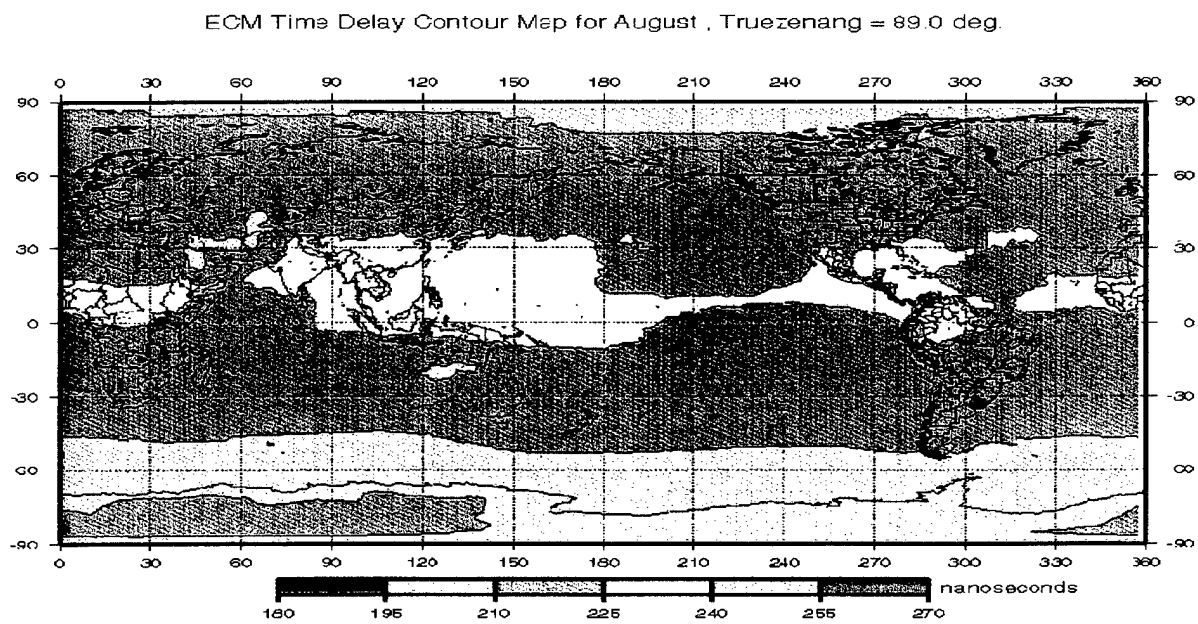 ECM Time Delay Contour Map for August , Truezenang = 89.0 deg.
0 30 60 90 120 150 180 210 240 270 300 330 360
90 90
60 60
30 30
0 0
-30 -30
-60 -60
-90 -90
0 30 60 90 120 150 180 210 240 270 300 330 360
nanoseconds
180 195 210 225 240 255 270